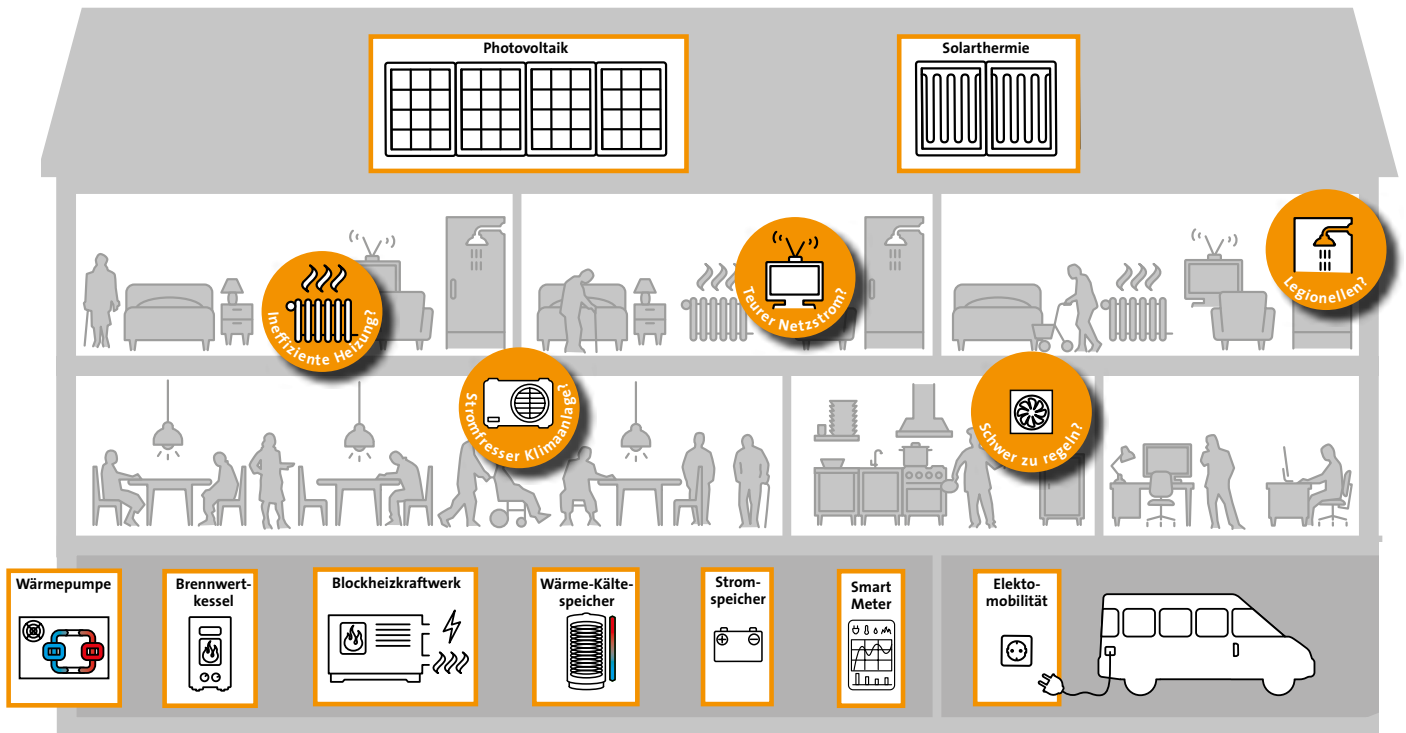 Photovoltaik
Solarthermie
Ineffiziente Heizung?
Teurer Netzstrom?
Legionellen?
Stromfresser Klimaanlage?
Schwer zu regeln?
Wärmepumpe
Brennwert-
kessel
Blockheizkraftwerk
Wärme-Kälte-
speicher
Strom-
speicher
Smart
Meter
Elekto-
mobilität